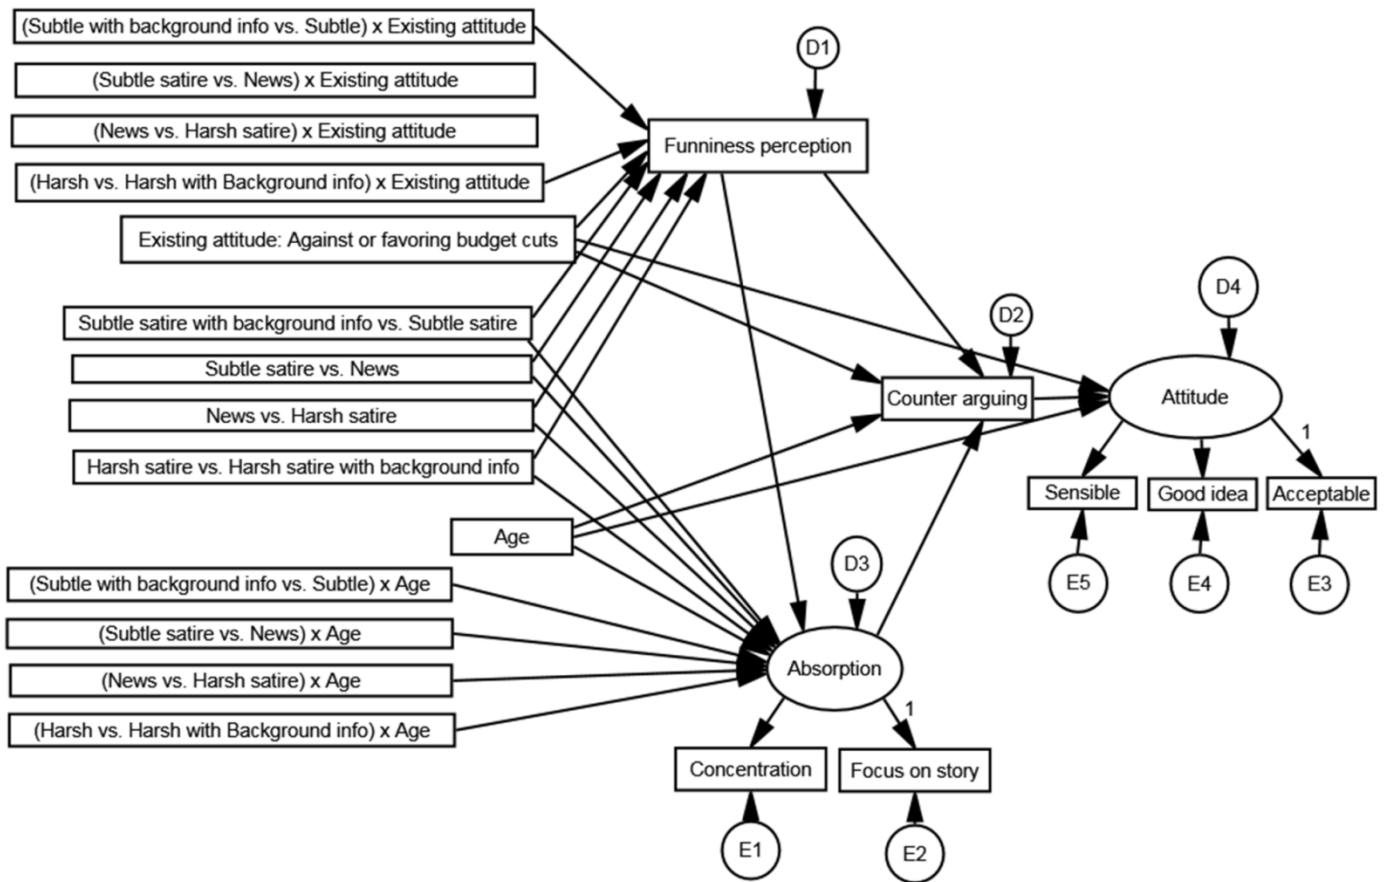 (Subtle with background info vs. Subtle) x Existing attitude
(Subtle satire vs. News) x Existing attitude
(News vs. Harsh satire) x Existing attitude
(Harsh vs. Harsh with Background info) x Existing attitude
Existing attitude: Against or favoring budget cuts
Subtle satire with background info vs. Subtle satire
Subtle satire vs. News
News vs. Harsh satire
Harsh satire vs. Harsh satire with background info
Age
(Subtle with background info vs. Subtle) x Age
(Subtle satire vs. News) x Age
(News vs. Harsh satire) x Age
(Harsh vs. Harsh with Background info) x Age
D1
Funniness perception
D2
Counter arguing
D4
Attitude
1
Sensible
Good idea
Acceptable
E5
E4
E3
D3
Absorption
1
Concentration
Focus on story
E1
E2